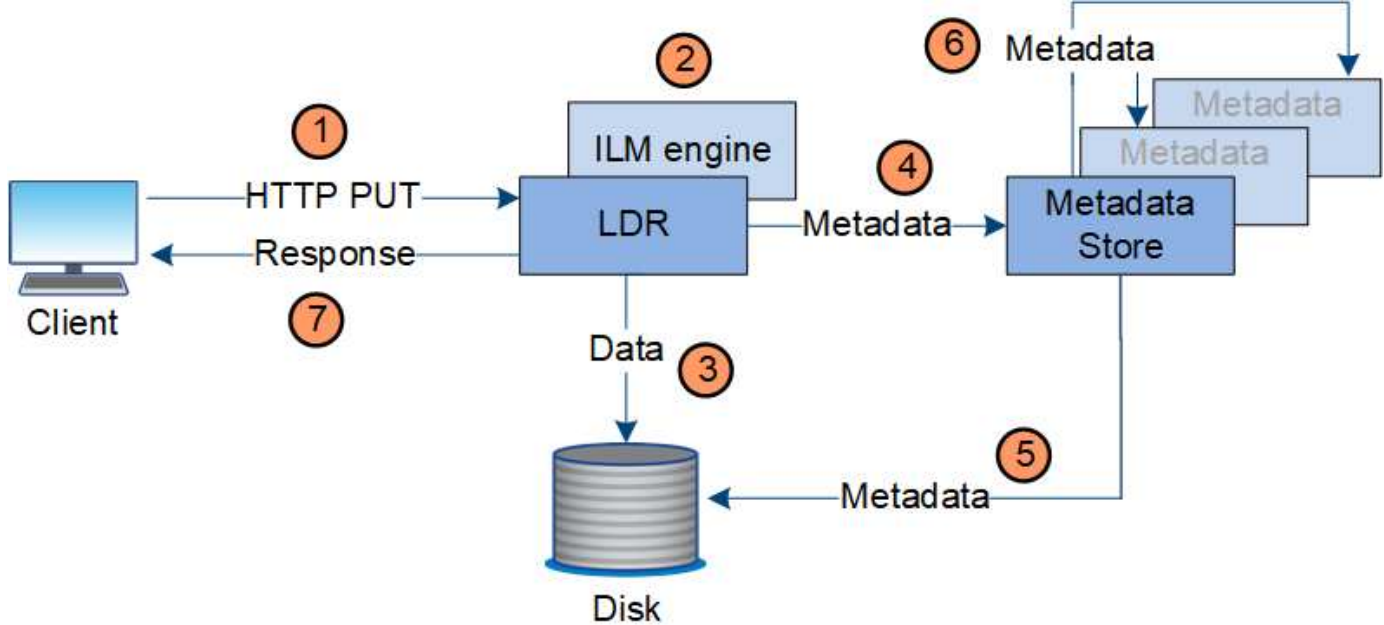 6
Metadata
2
Metadata
1
ILM engine
Metadata
4
HTTP PUT
LDR
Metadata
Metadata
Store
Response
Client
7
Data
3
5
Metadata
Disk